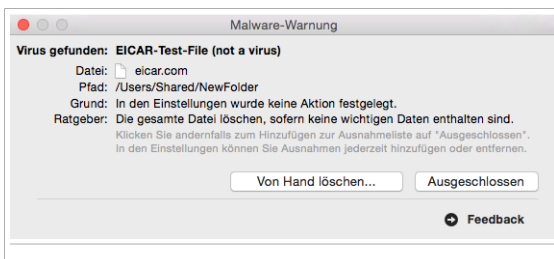 Malware-Warnung
Virus gefunden: EICAR-Test-File (not a virus)
Datei: eicar.com
Pfad: /Users/Shared/NewFolder
Grund: In den Einstellungen wurde keine Aktion festgelegt.
Ratgeber: Die gesamte Datei löschen, sofern keine wichtigen Daten enthalten sind.
Klicken Sie andernfalls zum Hinzufügen zur Ausnahmeliste auf "Ausgeschlossen".
In den Einstellungen können Sie Ausnahmen jederzeit hinzufügen oder entfernen.
Von Hand löschen... Ausgeschlossen
Feedback